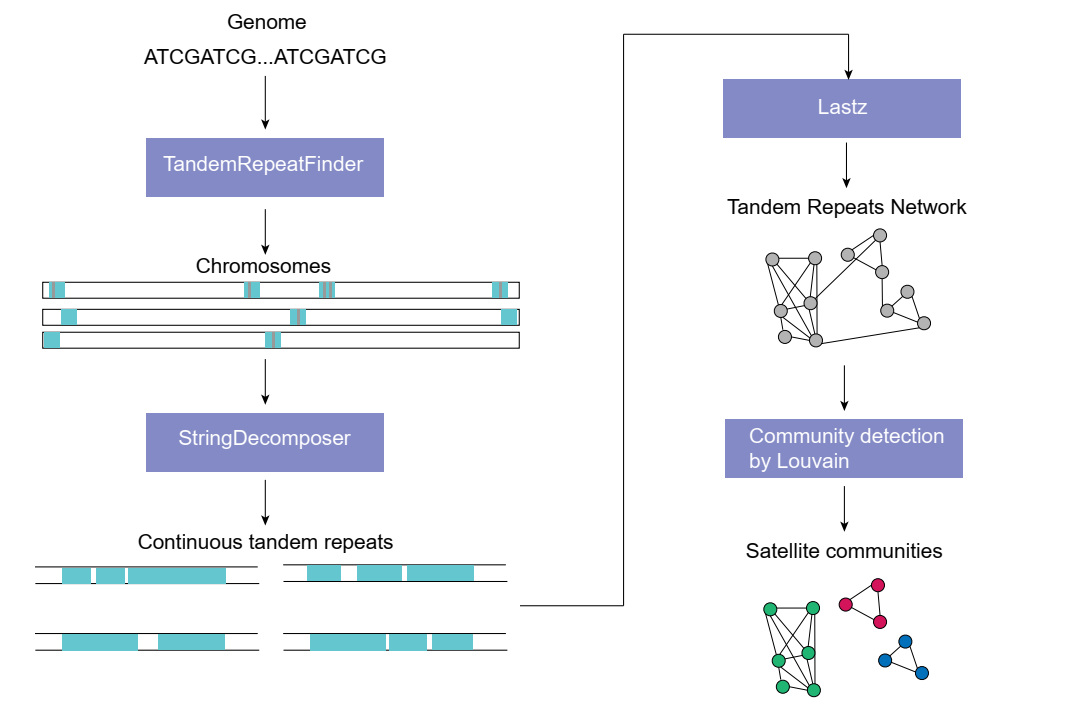 Genome
ATCGATCG...ATCGATCG
TandemRepeatFinder
Chromosomes
StringDecomposer
Continuous tandem repeats
Lastz
Tandem Repeats Network
Community detection
by Louvain
Satellite communities